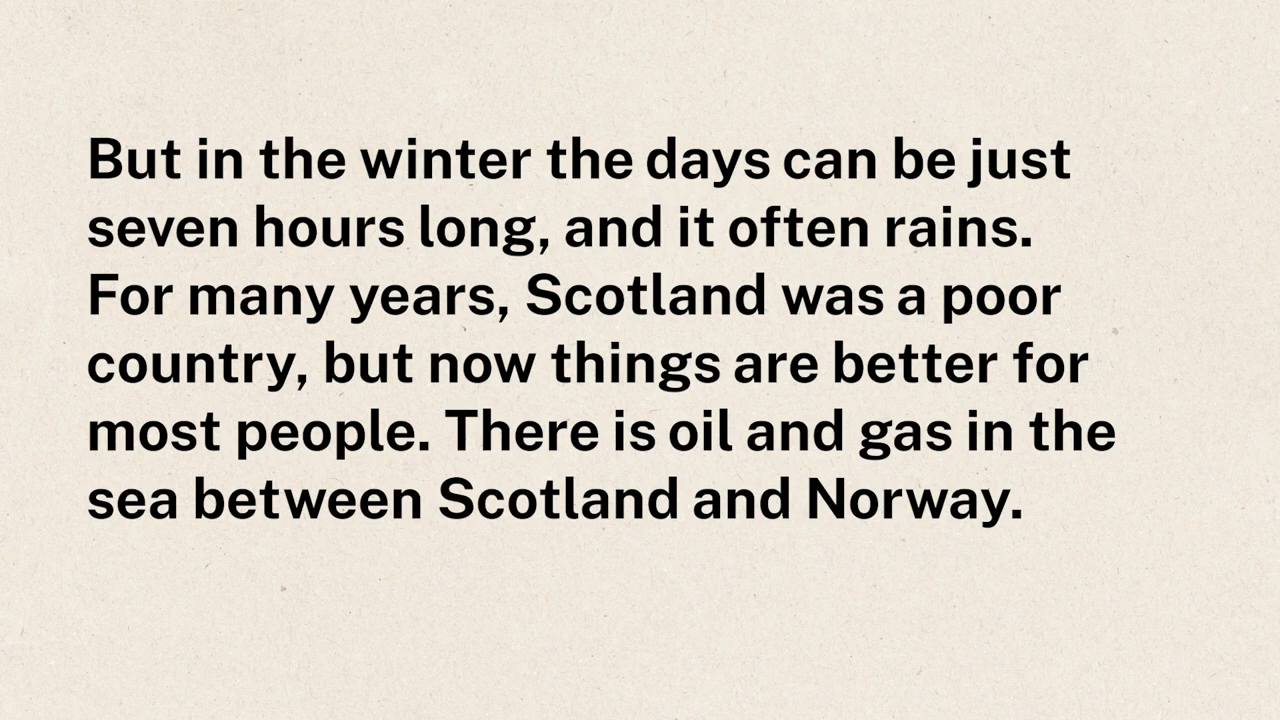 But in the winter the days can be just
seven hours long, and it often rains.
For many years, Scotland was a poor
country, but now things are better for
most people. There is oil and gas in the
sea between Scotland and Norway.